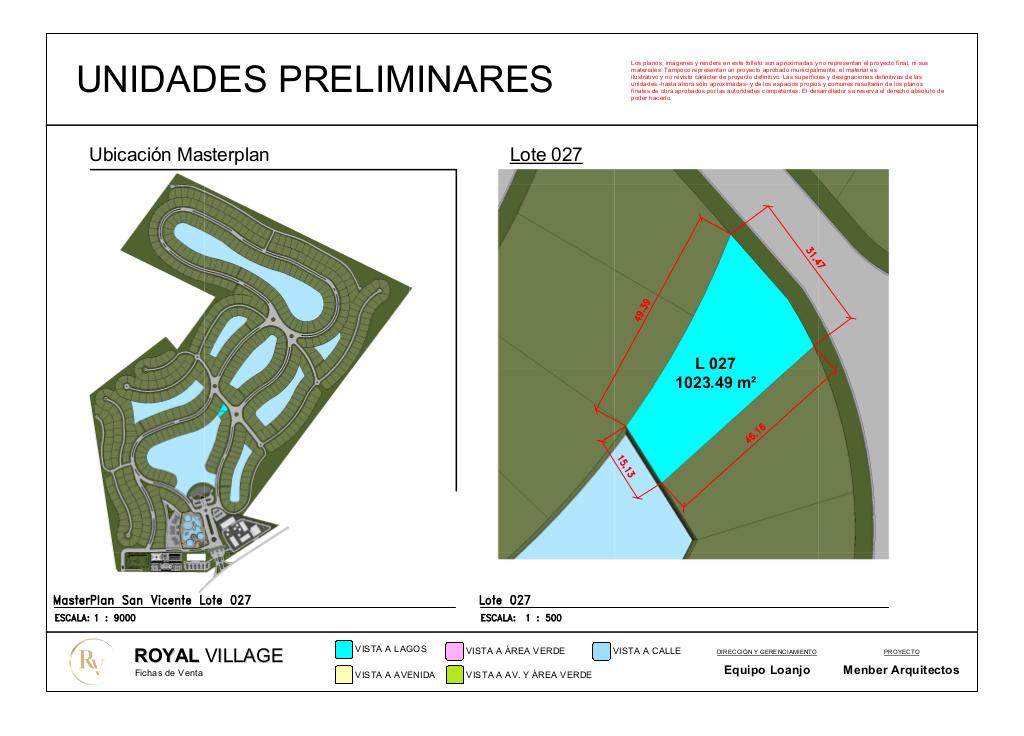 UNIDADES PRELIMINARES
Los planos, imágenes y renders en este folleto son aproximadas y no representan el proyecto final, ni sus
materiales. Tampoco representan un proyecto aprobado municipalmente, el material es
ilustrativo y no reviste carácter de proyecto definitivo. Las superficies y designaciones definitivas de las
unidades -hasta ahora sólo aproximadas- y de los espacios propios y comunes resultarán de los planos
finales de obra aprobados por las autoridades competentes. El desarrollador se reserva el derecho absoluto de
poder hacerlo.
Ubicación Masterplan
Lote 027
31.47
49.39
L 027
1023.49 m²
46.16
15.13
MasterPlan San Vicente Lote 027
ESCALA: 1 : 9000
Lote 027
ESCALA: 1 : 500
RV
ROYAL VILLAGE
Fichas de Venta
VISTA A LAGOS
VISTA A ÁREA VERDE
VISTA A CALLE
VISTA A AVENIDA
VISTA A AV. Y ÁREA VERDE
DIRECCIÓN Y GERENCIAMIENTO
Equipo Loanjo
PROYECTO
Menber Arquitectos